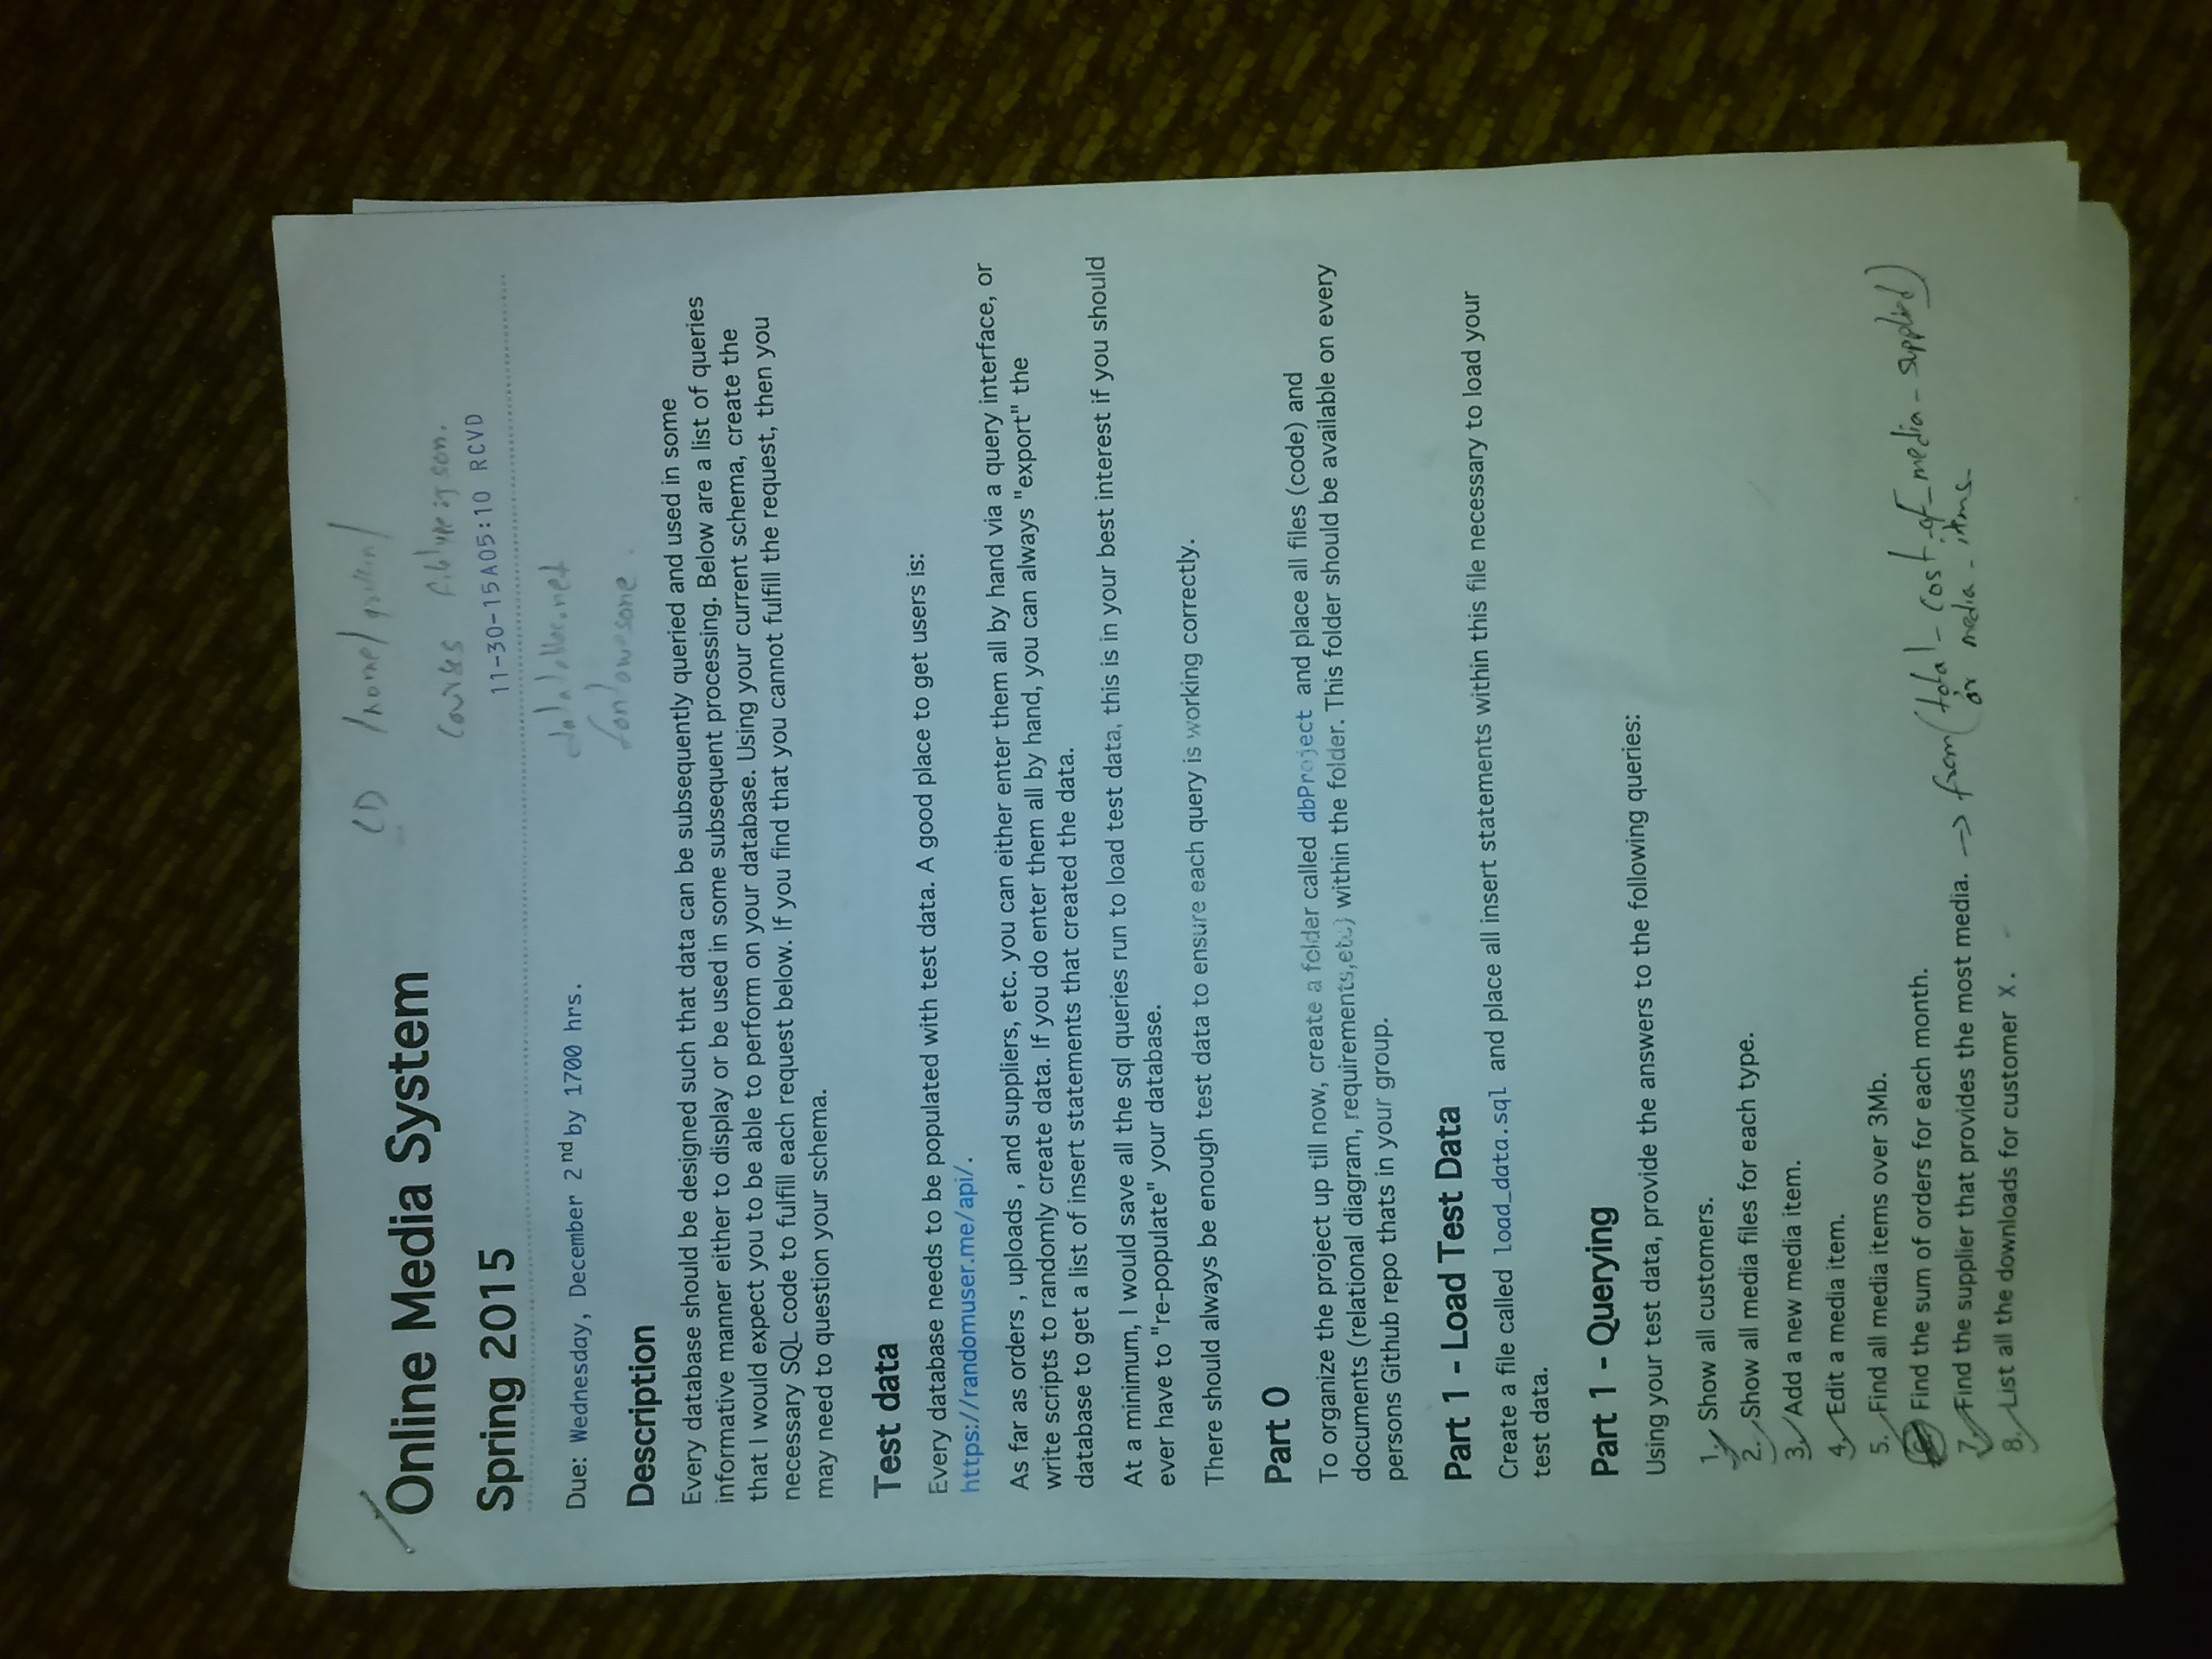 CD /home/griffin/
Online Media System
courses filetype:json.
Spring 2015
11-30-15A05:10 RCVD
datatables.net
Due: Wednesday, December 2nd by 1700 hrs.
fontawesome.
Description
Every database should be designed such that data can be subsequently queried and used in some
informative manner either to display or be used in some subsequent processing. Below are a list of queries
that I would expect you to be able to perform on your database. Using your current schema, create the
necessary SQL code to fulfill each request below. If you find that you cannot fulfill the request, then you
may need to question your schema.
Test data
Every database needs to be populated with test data. A good place to get users is:
https://randomuser.me/api/.
As far as orders , uploads , and suppliers, etc. you can either enter them all by hand via a query interface, or
write scripts to randomly create data. If you do enter them all by hand, you can always "export" the
database to get a list of insert statements that created the data.
At a minimum, I would save all the sql queries run to load test data, this is in your best interest if you should
ever have to "re-populate" your database.
There should always be enough test data to ensure each query is working correctly.
Part 0
To organize the project up till now, create a folder called dbProject and place all files (code) and
documents (relational diagram, requirements,etc) within the folder. This folder should be available on every
persons Github repo thats in your group.
Part 1 - Load Test Data
Create a file called load_data.sql and place all insert statements within this file necessary to load your
test data.
Part 1 - Querying
Using your test data, provide the answers to the following queries:
1. Show all customers.
2. Show all media files for each type.
3. Add a new media item.
4. Edit a media item.
5. Find all media items over 3Mb.
6. Find the sum of orders for each month.
7. Find the supplier that provides the most media. → from(total_cost_of_media_supplied)
or media_items
8. List all the downloads for customer X.